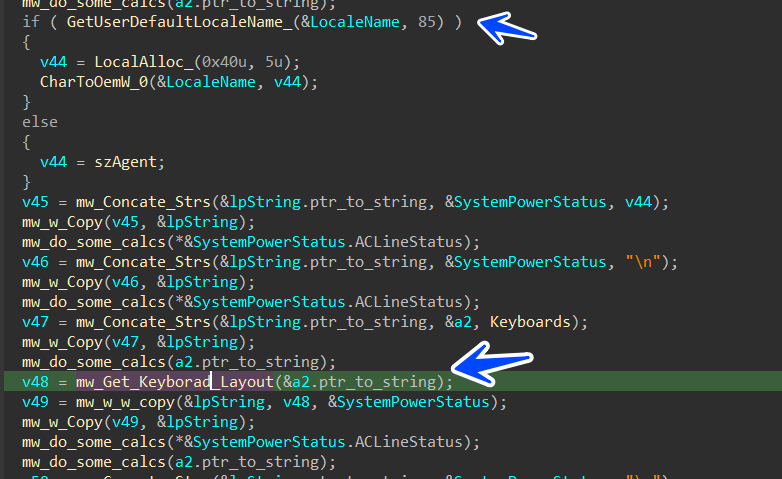 mw_do_some_calcs(a2.ptr_to_string);
if ( GetUserDefaultLocaleName_(&LocaleName, 85) )
{
v44 = LocalAlloc_(0x40u, 5u);
CharToOemW_0(&LocaleName, v44);
}
else
{
v44 = szAgent;
}
v45 = mw_Concate_Strs(&lpString.ptr_to_string, &SystemPowerStatus, v44);
mw_w_Copy(v45, &lpString);
mw_do_some_calcs(*&SystemPowerStatus.ACLineStatus);
v46 = mw_Concate_Strs(&lpString.ptr_to_string, &SystemPowerStatus, "\n");
mw_w_Copy(v46, &lpString);
mw_do_some_calcs(*&SystemPowerStatus.ACLineStatus);
v47 = mw_Concate_Strs(&lpString.ptr_to_string, &a2, Keyboards);
mw_w_Copy(v47, &lpString);
mw_do_some_calcs(a2.ptr_to_string);
v48 = mw_Get_Keyborad_Layout(&a2.ptr_to_string);
v49 = mw_w_w_copy(&lpString, v48, &SystemPowerStatus);
mw_w_Copy(v49, &lpString);
mw_do_some_calcs(*&SystemPowerStatus.ACLineStatus);
mw_do_some_calcs(a2.ptr_to_string);